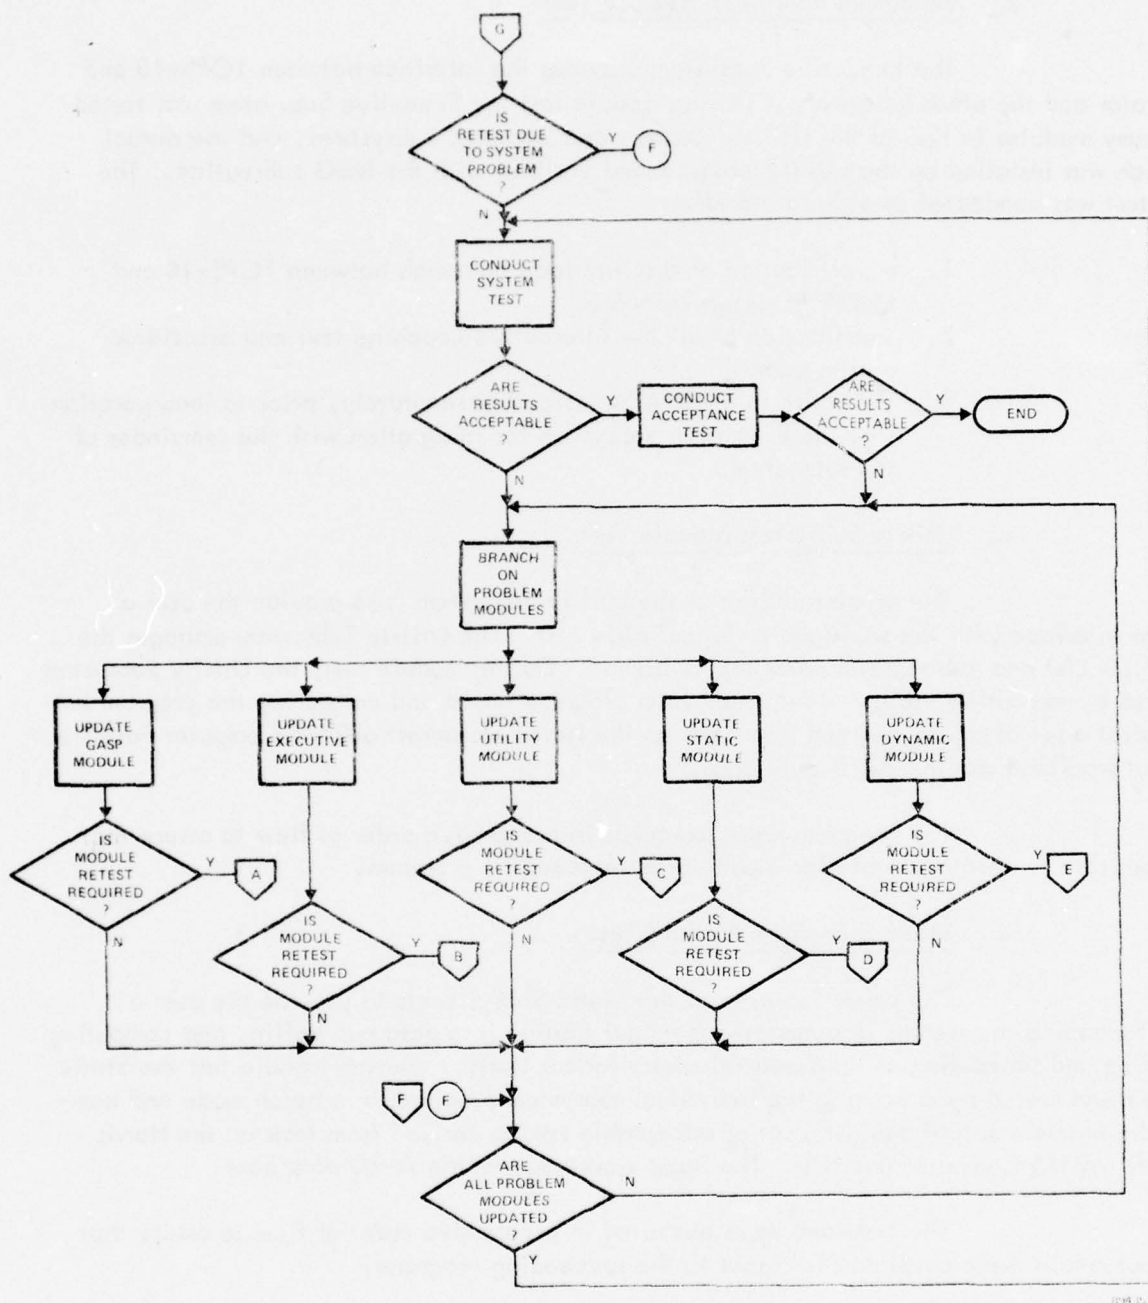 G
IS
RETEST DUE
TO SYSTEM
PROBLEM
?
Y
F
N
CONDUCT
SYSTEM
TEST
ARE
RESULTS
ACCEPTABLE
?
Y
CONDUCT
ACCEPTANCE
TEST
ARE
RESULTS
ACCEPTABLE
?
Y
END
N
N
BRANCH
ON
PROBLEM
MODULES
UPDATE
GASP
MODULE
UPDATE
EXECUTIVE
MODULE
UPDATE
UTILITY
MODULE
UPDATE
STATIC
MODULE
UPDATE
DYNAMIC
MODULE
IS
MODULE
RETEST
REQUIRED
?
Y
A
N
IS
MODULE
RETEST
REQUIRED
?
Y
B
N
IS
MODULE
RETEST
REQUIRED
?
Y
C
N
IS
MODULE
RETEST
REQUIRED
?
Y
D
N
IS
MODULE
RETEST
REQUIRED
?
Y
E
N
F
F
ARE
ALL PROBLEM
MODULES
UPDATED
?
N
Y